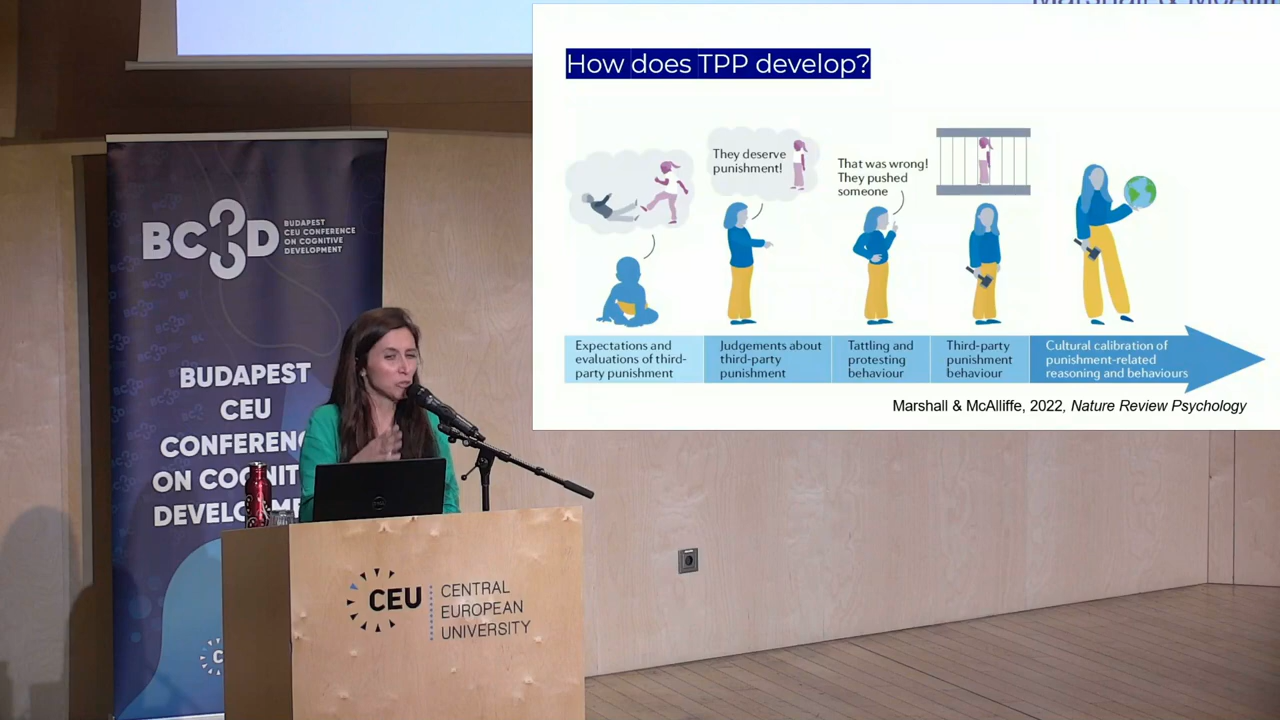 How does TPP develop?
They deserve
punishment!
That was wrong!
They pushed
someone
Expectations and
evaluations of third-
party punishment
Judgements about
third-party
punishment
Tattling and
protesting
behaviour
Third-party
punishment
behaviour
Cultural calibration of
punishment-related
reasoning and behaviours
Marshall & McAlliffe, 2022, Nature Review Psychology
BC3D
BUDAPEST
CEU CONFERENCE
ON COGNITIVE
DEVELOPMENT
BUDAPEST
CEU
CONFERENC
ON COGNIT
DEVELOPME
CEU
CENTRAL
EUROPEAN
UNIVERSITY